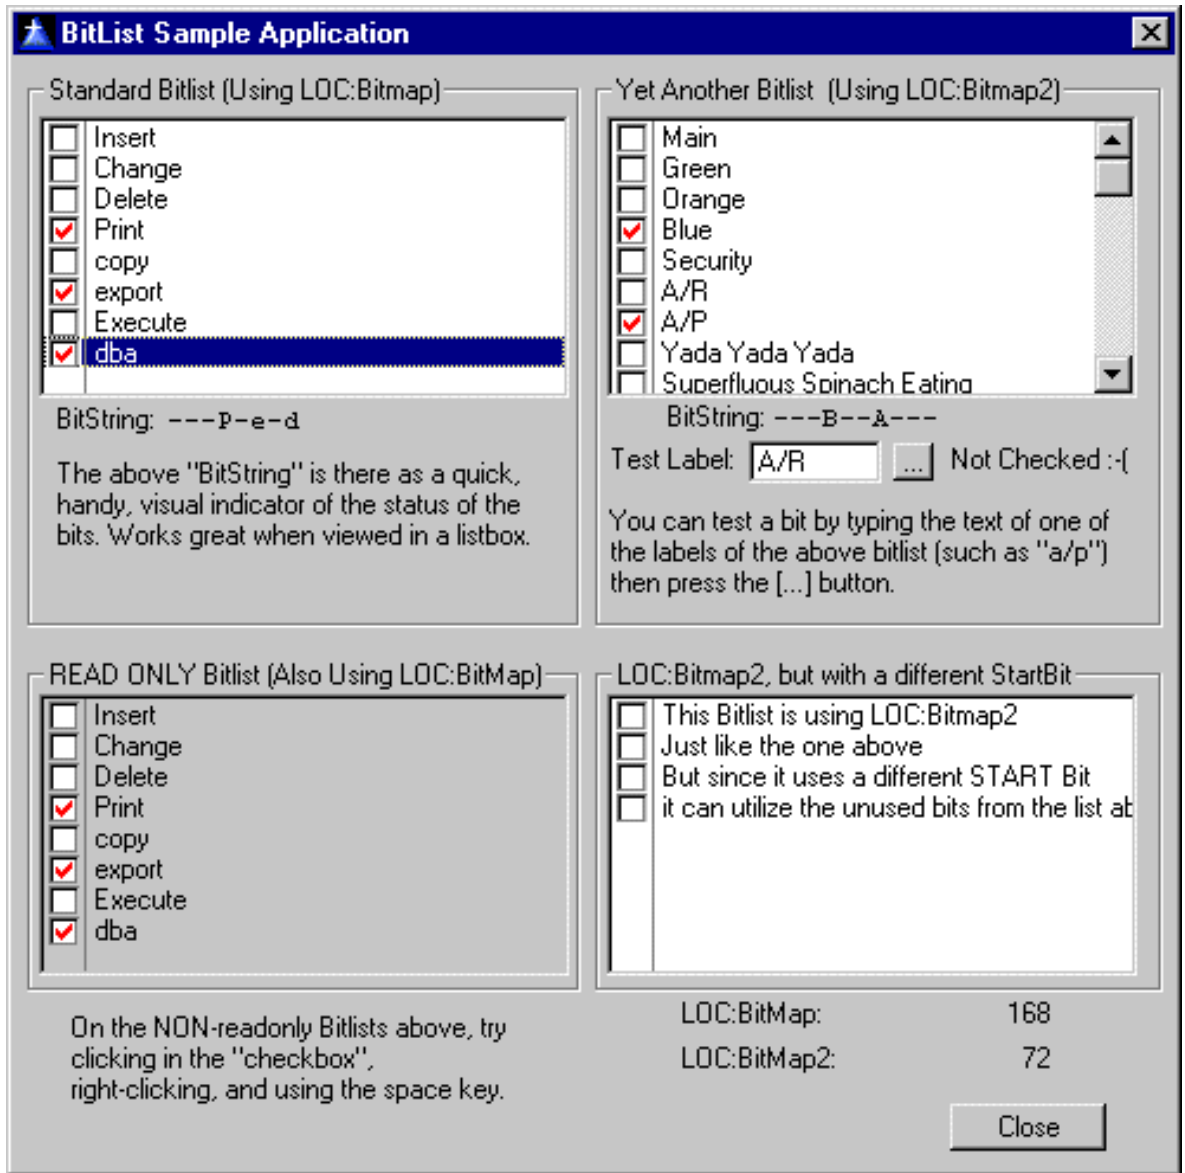 BitList Sample Application
Standard Bitlist (Using LOC:Bitmap)
Insert
Change
Delete
Print
copy
export
Execute
dba
BitString: ---P-e-d
The above "BitString" is there as a quick,
handy, visual indicator of the status of the
bits. Works great when viewed in a listbox.
Yet Another Bitlist (Using LOC:Bitmap2)
Main
Green
Orange
Blue
Security
A/R
A/P
Yada Yada Yada
Superfluous Spinach Eating
BitString: ---B--A---
Test Label: A/R ... Not Checked :-(
You can test a bit by typing the text of one of
the labels of the above bitlist (such as "a/p")
then press the [...] button.
READ ONLY Bitlist (Also Using LOC:BitMap)
Insert
Change
Delete
Print
copy
export
Execute
dba
On the NON-readonly Bitlists above, try
clicking in the "checkbox",
right-clicking, and using the space key.
LOC:Bitmap2, but with a different StartBit
This Bitlist is using LOC:Bitmap2
Just like the one above
But since it uses a different START Bit
it can utilize the unused bits from the list ab
LOC:BitMap: 168
LOC:BitMap2: 72
Close